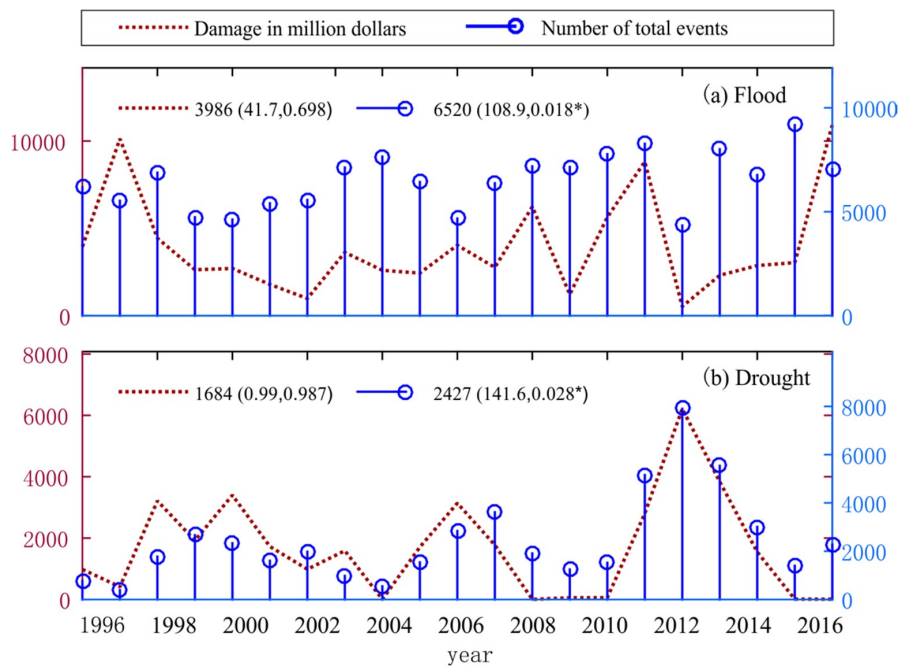 Damage in million dollars Number of total events
(a) Flood
3986 (41.7,0.698) 6520 (108.9,0.018*)
10000 10000
5000
0 0
8000
(b) Drought
1684 (0.99,0.987) 2427 (141.6,0.028*)
6000 8000
6000
4000 4000
2000 2000
0 0
1996 1998 2000 2002 2004 2006 2008 2010 2012 2014 2016
year